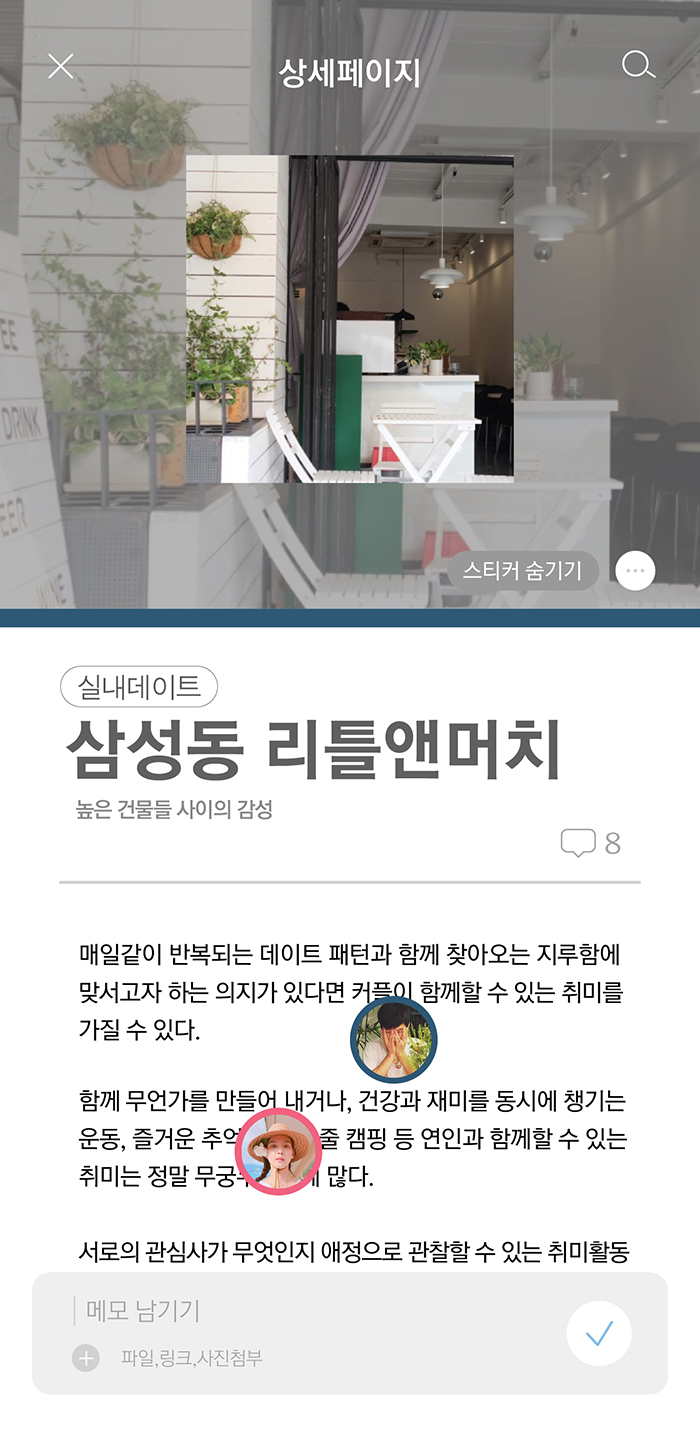 상세페이지
EE
DRINK
EER
WINE
스티커 숨기기
실내데이트
삼성동 리틀앤머치
높은 건물들 사이의 감성
8
매일같이 반복되는 데이트 패턴과 함께 찾아오는 지루함에
맞서고자 하는 의지가 있다면 커플이 함께할 수 있는 취미를
가질 수 있다.
함께 무언가를 만들어 내거나, 건강과 재미를 동시에 챙기는
운동, 즐거운 줄 캠핑 등 연인과 함께할 수 있는
취미는 정말 많다.
서로의 관심사가 무엇인지 애정으로 관찰할 수 있는 취미활동
메모 남기기
파일,링크,사진첨부